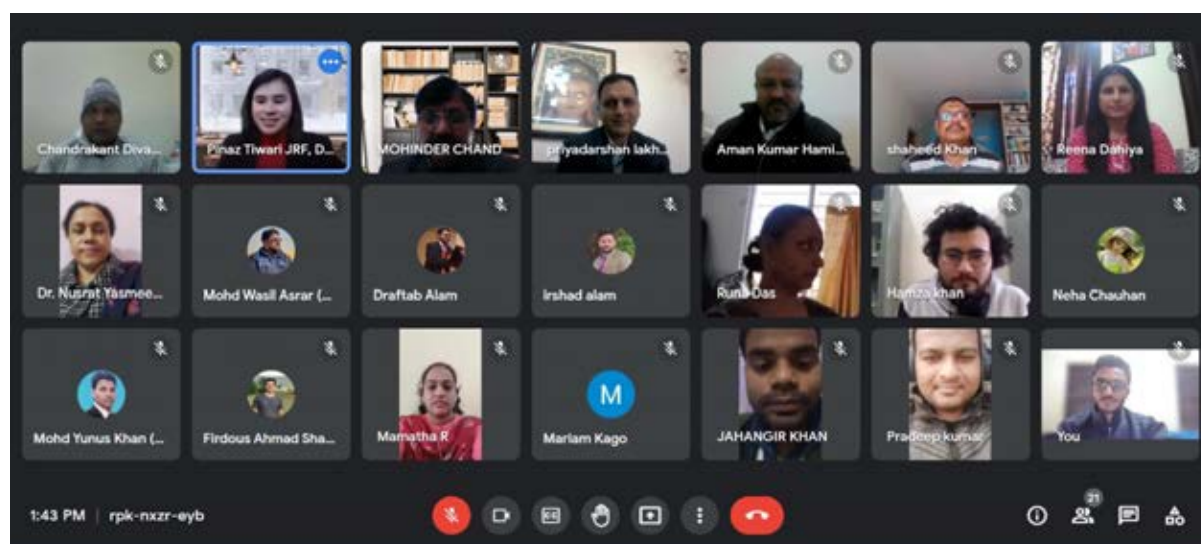 Chandrakant Diva...
Pinaz Tiwari JRF, D...
MOHINDER CHAND
priyadarshan lakh...
Aman Kumar Hami...
shaheed Khan
Reena Dahiya
Dr. Nusrat Yasmee...
Mohd Wasil Asrar (...
Draftab Alam
Irshad alam
Runa Das
Hamza khan
Neha Chauhan
Mohd Yunus Khan (...
Firdous Ahmad Sha...
Mamatha R
M
Mariam Kago
JAHANGIR KHAN
Pradeep kumar
You
1:43 PM | rpk-nxzr-eyb
CC
21